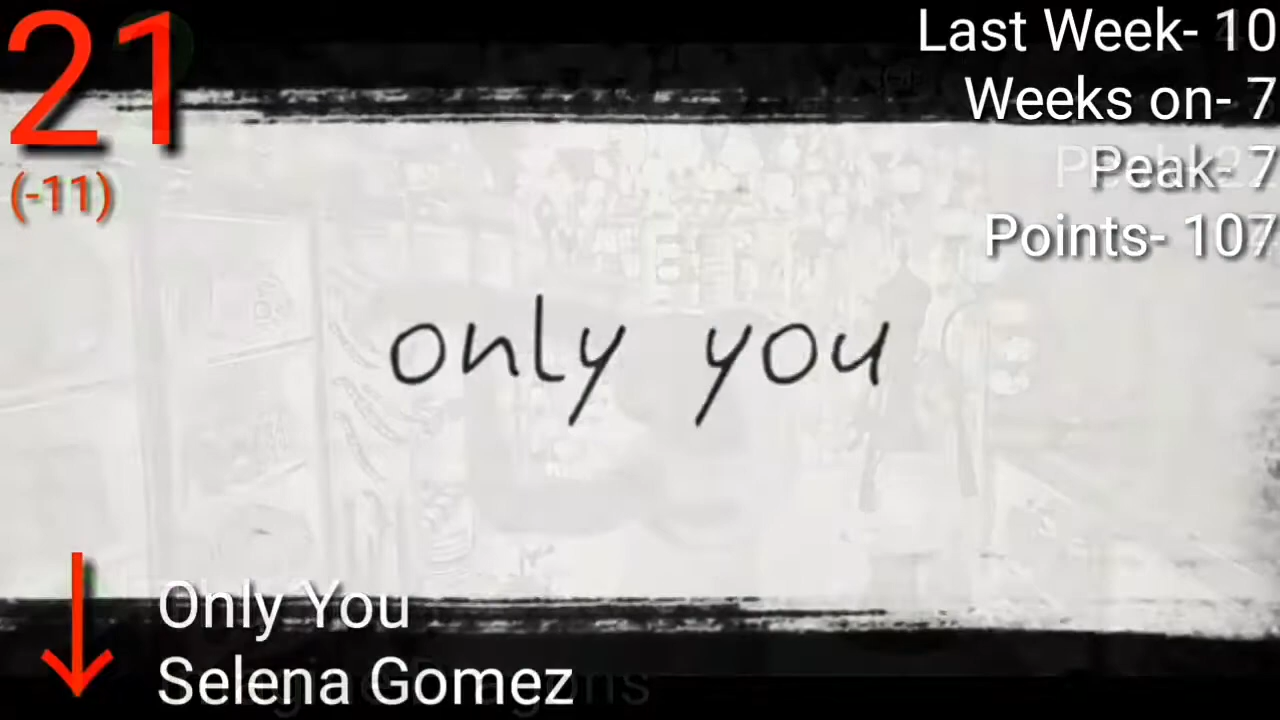 21
(-11)
Last Week- 10
Weeks on- 7
Peak- 7
Points- 107
only you
Only You
Selena Gomez